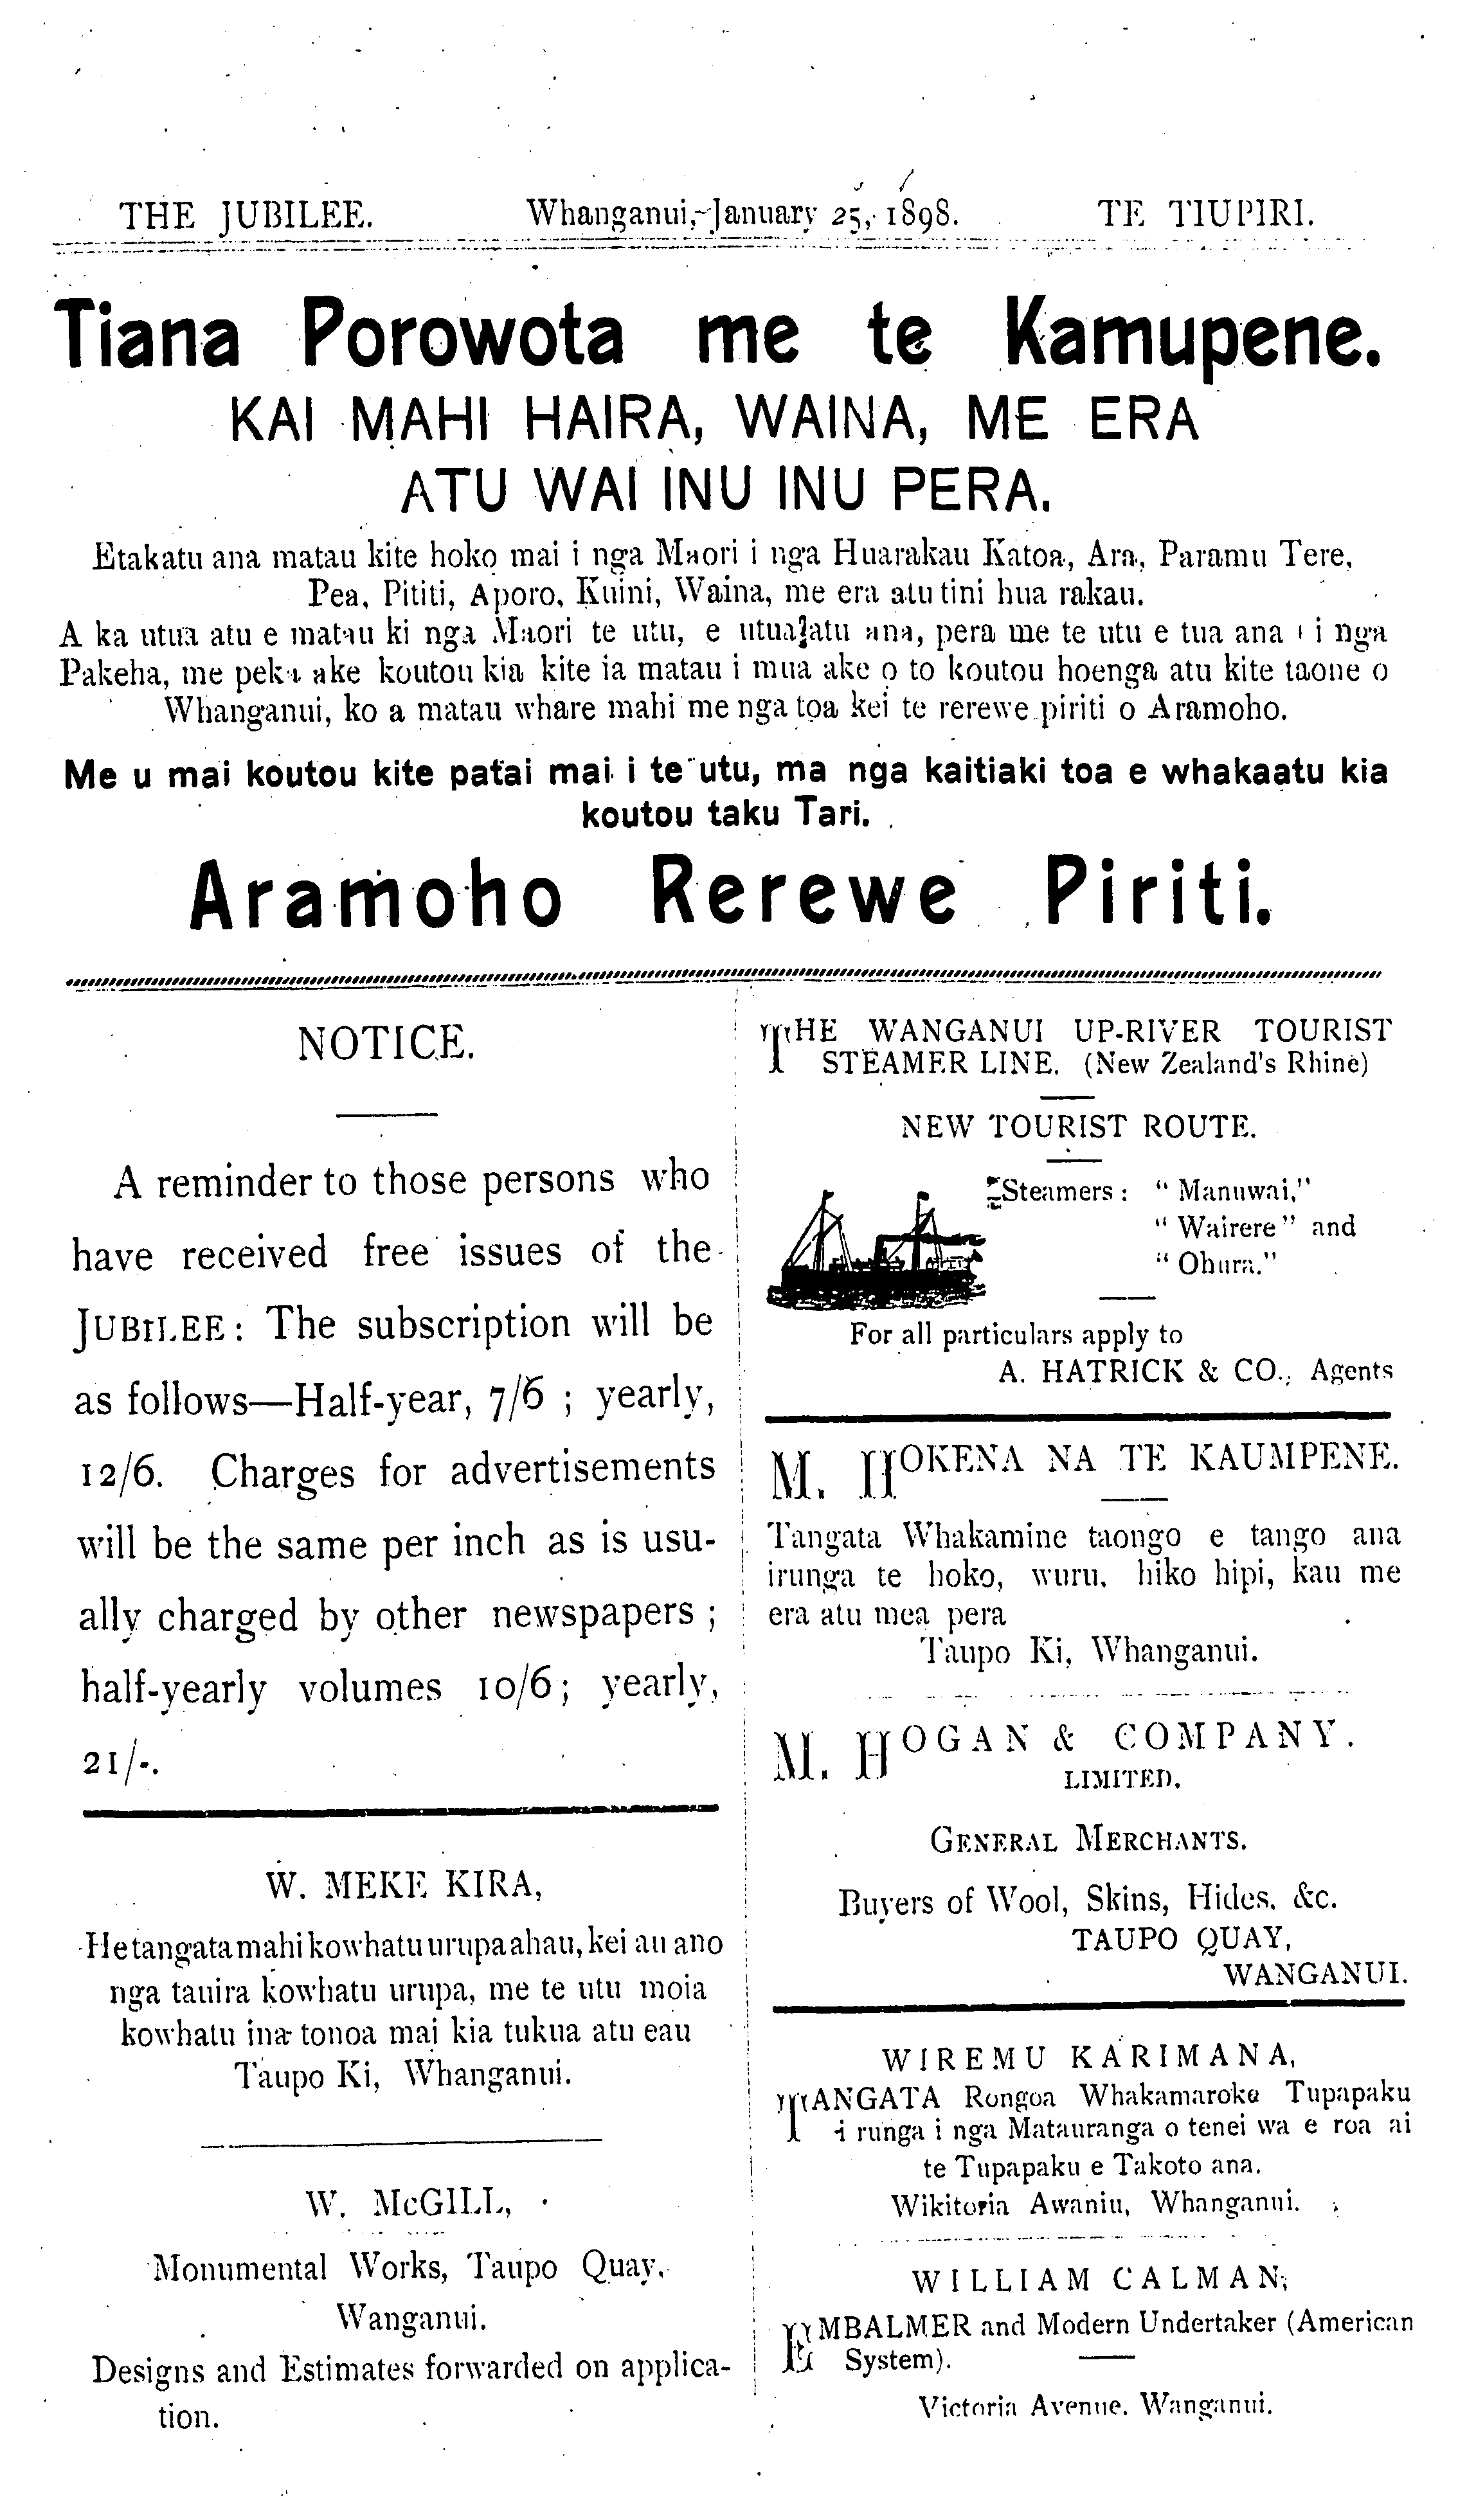 THE JUBILEE. Whanganui,-January 25, 1898. TE TIUPIRI.
Tiana Porowota me te Kamupene.
KAI MAHI HAIRA, WAINA, ME ERA
ATU WAI INU INU PERA.
Etakatu ana matau kite hoko mai i nga Maori i nga Huarakau Katoa, Ara, Paramu Tere,
Pea, Pititi, Aporo, Kuini, Waina, me era atu tini hua rakau.
A ka utua atu e matau ki nga Maori te utu, e utua atu ana, pera me te utu e tua ana i nga
Pakeha, me peka ake koutou kia kite ia matau i mua ake o to koutou hoenga atu kite taone o
Whanganui, ko a matau whare mahi me nga toa kei te rerewe piriti o Aramoho.
Me u mai koutou kite patai mai i te utu, ma nga kaitiaki toa e whakaatu kia
koutou taku Tari.
Aramoho Rerewe Piriti.
NOTICE.
A reminder to those persons who
have received free issues of the
JUBILEE: The subscription will be
as follows—Half-year, 7/6 ; yearly,
12/6. Charges for advertisements
will be the same per inch as is usu-
ally charged by other newspapers ;
half-yearly volumes 10/6; yearly,
21/-.
W. MEKE KIRA,
He tangata mahi kowhatu urupa ahau, kei au ano
nga tauira kowhatu urupa, me te utu moia
kowhatu ina tonoa mai kia tukua atu eau
Taupo Ki, Whanganui.
W. McGILL,
Monumental Works, Taupo Quay,
Wanganui.
Designs and Estimates forwarded on applica-
tion.
THE WANGANUI UP-RIVER TOURIST
STEAMER LINE. (New Zealand's Rhine)
NEW TOURIST ROUTE.
Steamers: "Manuwai,"
"Wairere" and
"Ohura."
For all particulars apply to
A. HATRICK & CO., Agents
M. HOKENA NA TE KAUMPENE.
Tangata Whakamine taongo e tango ana
irunga te hoko, wuru, hiko hipi, kau me
era atu mea pera
Taupo Ki, Whanganui.
M. HOGAN & COMPANY.
LIMITED.
GENERAL MERCHANTS.
Buyers of Wool, Skins, Hides, &c.
TAUPO QUAY,
WANGANUI.
WIREMU KARIMANA,
TANGATA Rongoa Whakamaroke Tupapaku
i runga i nga Matauranga o tenei wa e roa ai
te Tupapaku e Takoto ana.
Wikitoria Awaniu, Whanganui.
WILLIAM CALMAN,
EMBALMER and Modern Undertaker (American
System).
Victoria Avenue, Wanganui.